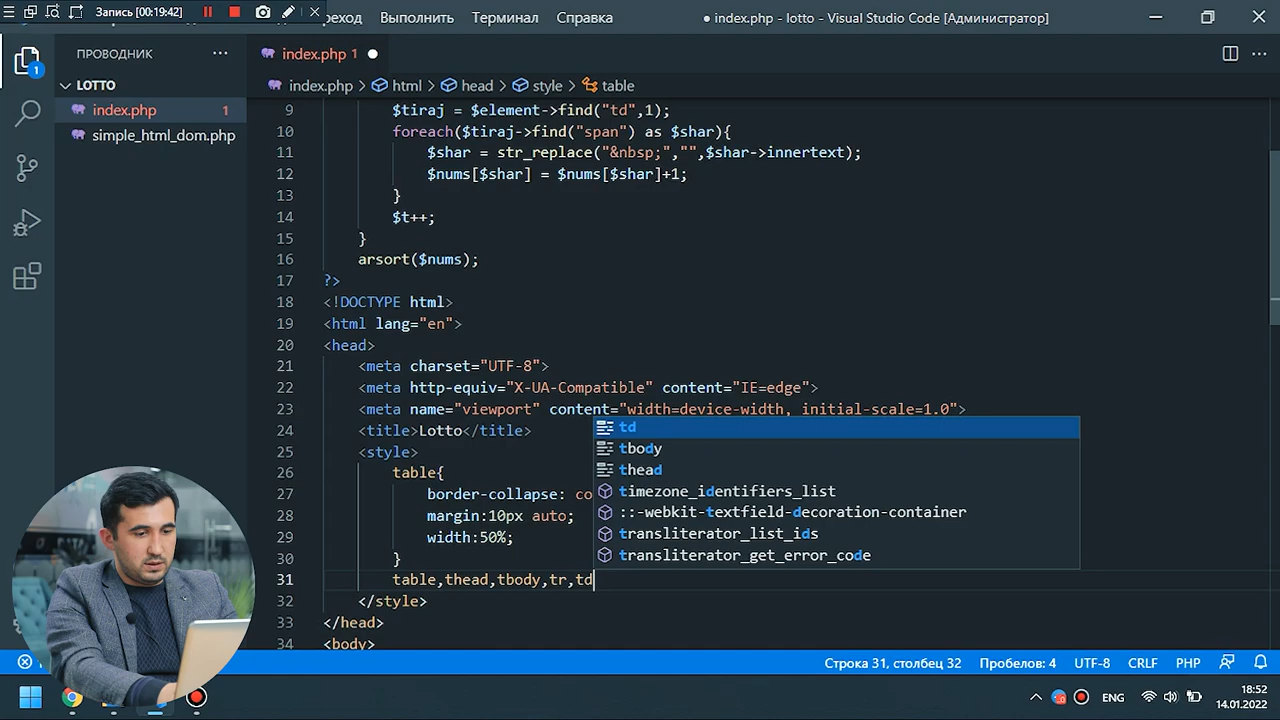 Запись [00:19:42]
Выполнить
Терминал
Справка
● index.php - lotto - Visual Studio Code [Администратор]
ПРОВОДНИК
index.php 1
index.php > html > head > style > table
1
LOTTO
index.php 1
simple_html_dom.php
9 $tiraj = $element->find("td",1);
10 foreach($tiraj->find("span") as $shar){
11 $shar = str_replace("&nbsp;","",$shar->innertext);
12 $nums[$shar] = $nums[$shar]+1;
13 }
14 $t++;
15 }
16 arsort($nums);
17 ?>
18 <!DOCTYPE html>
19 <html lang="en">
20 <head>
21 <meta charset="UTF-8">
22 <meta http-equiv="X-UA-Compatible" content="IE=edge">
23 <meta name="viewport" content="width=device-width, initial-scale=1.0">
24 <title>Lotto</title>
25 <style>
26 table{
27 border-collapse: co
28 margin:10px auto;
29 width:50%;
30 }
31 table,thead,tbody,tr,td
32 </style>
33 </head>
34 <body>
td
tbody
thead
timezone_identifiers_list
::-webkit-textfield-decoration-container
transliterator_list_ids
transliterator_get_error_code
Строка 31, столбец 32
Пробелов: 4
UTF-8
CRLF
PHP
ENG
18:52
14.01.2022